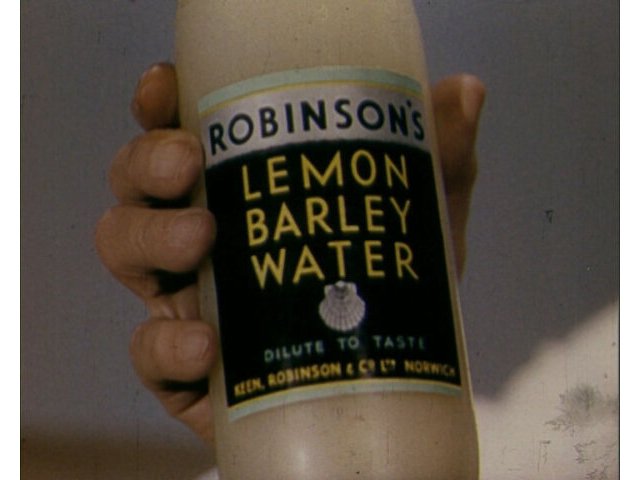 ROBINSON'S
LEMON
BARLEY
WATER
DILUTE TO TASTE
KEEN, ROBINSON & Cº Lᵀᴰ NORWICH